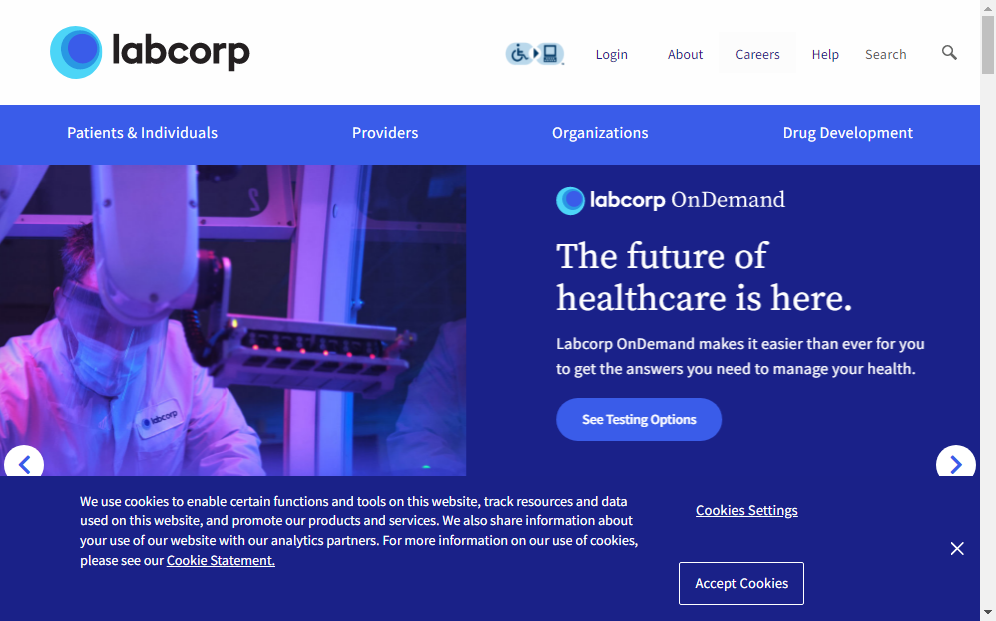 labcorp
Login
About
Careers
Help
Search
Patients & Individuals
Providers
Organizations
Drug Development
labcorp OnDemand
The future of
healthcare is here.
Labcorp OnDemand makes it easier than ever for you
to get the answers you need to manage your health.
See Testing Options
2
labcorp
We use cookies to enable certain functions and tools on this website, track resources and data
used on this website, and promote our products and services. We also share information about
your use of our website with our analytics partners. For more information on our use of cookies,
please see our Cookie Statement.
Cookies Settings
Accept Cookies